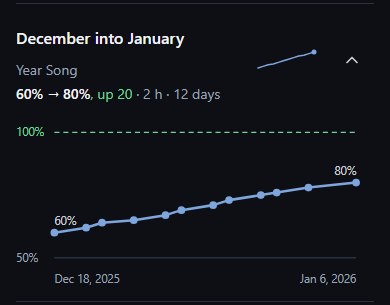 December into January
Year Song
60% → 80%, up 20 · 2 h · 12 days
100%
80%
60%
50%
Dec 18, 2025
Jan 6, 2026